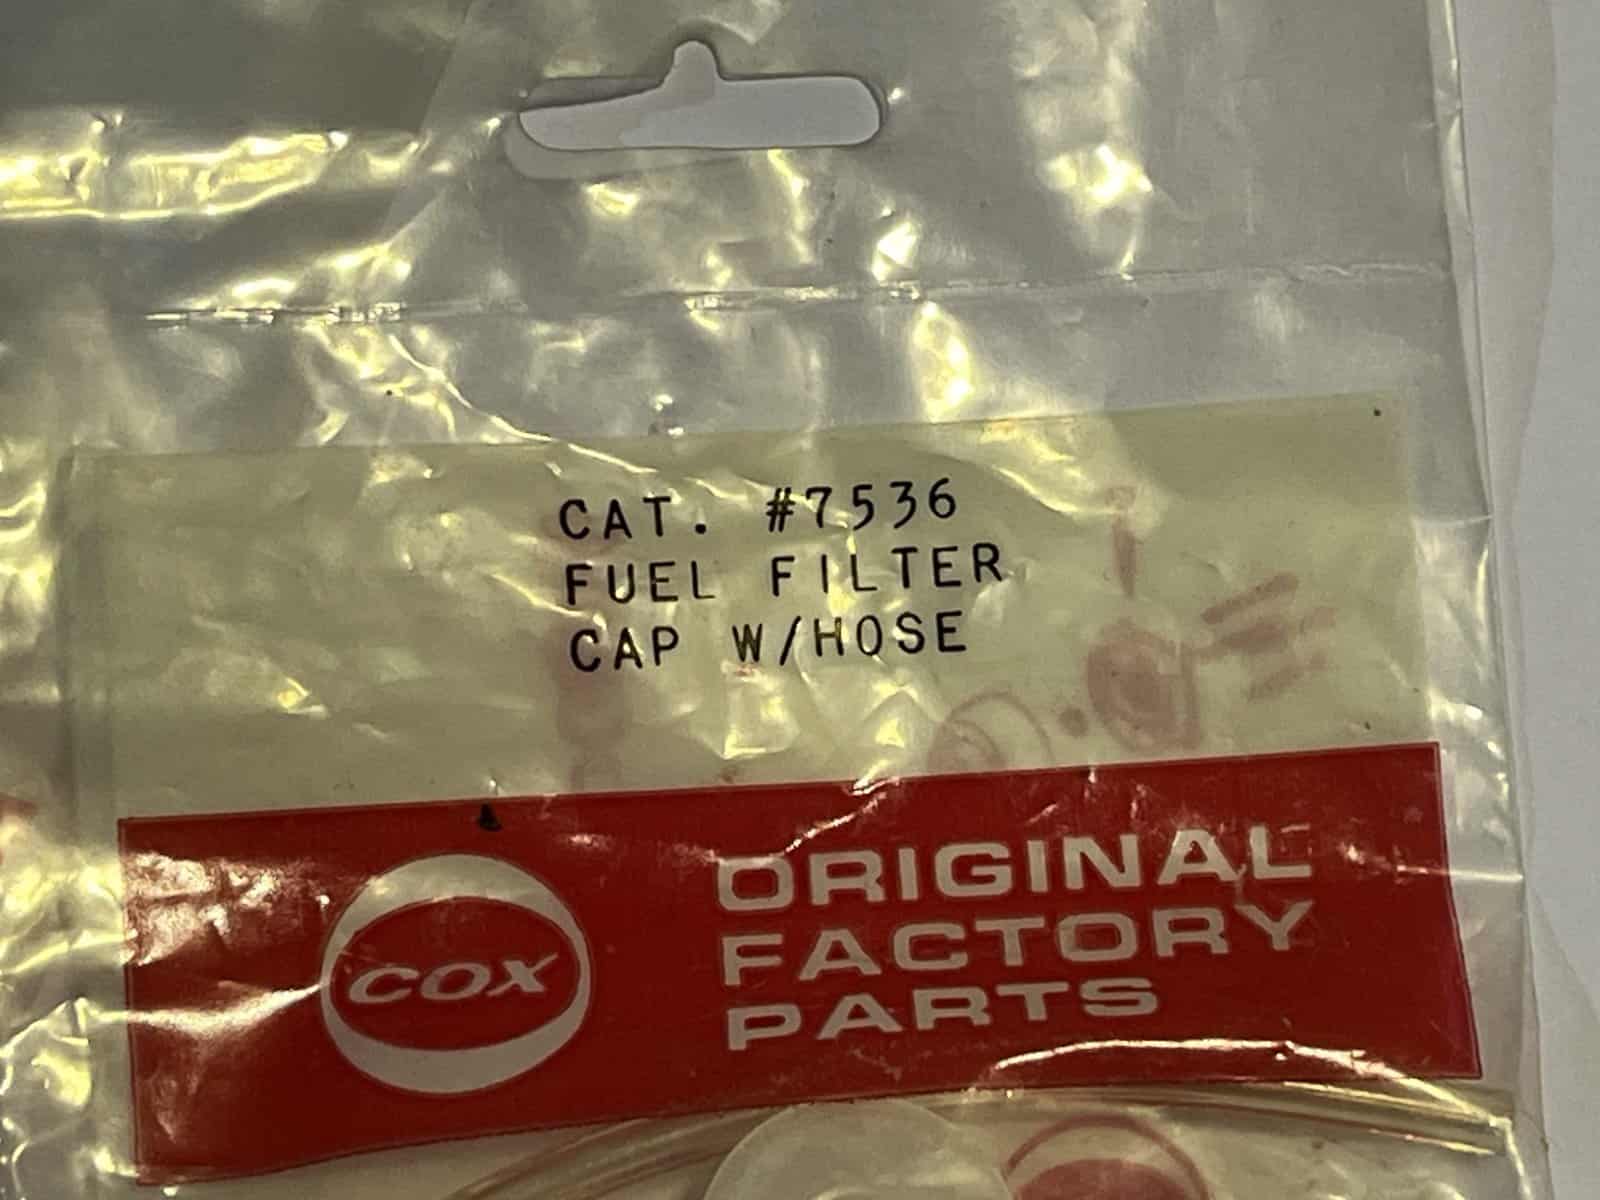 CAT. #7536
FUEL FILTER
CAP W/HOSE
COX
ORIGINAL
FACTORY
PARTS